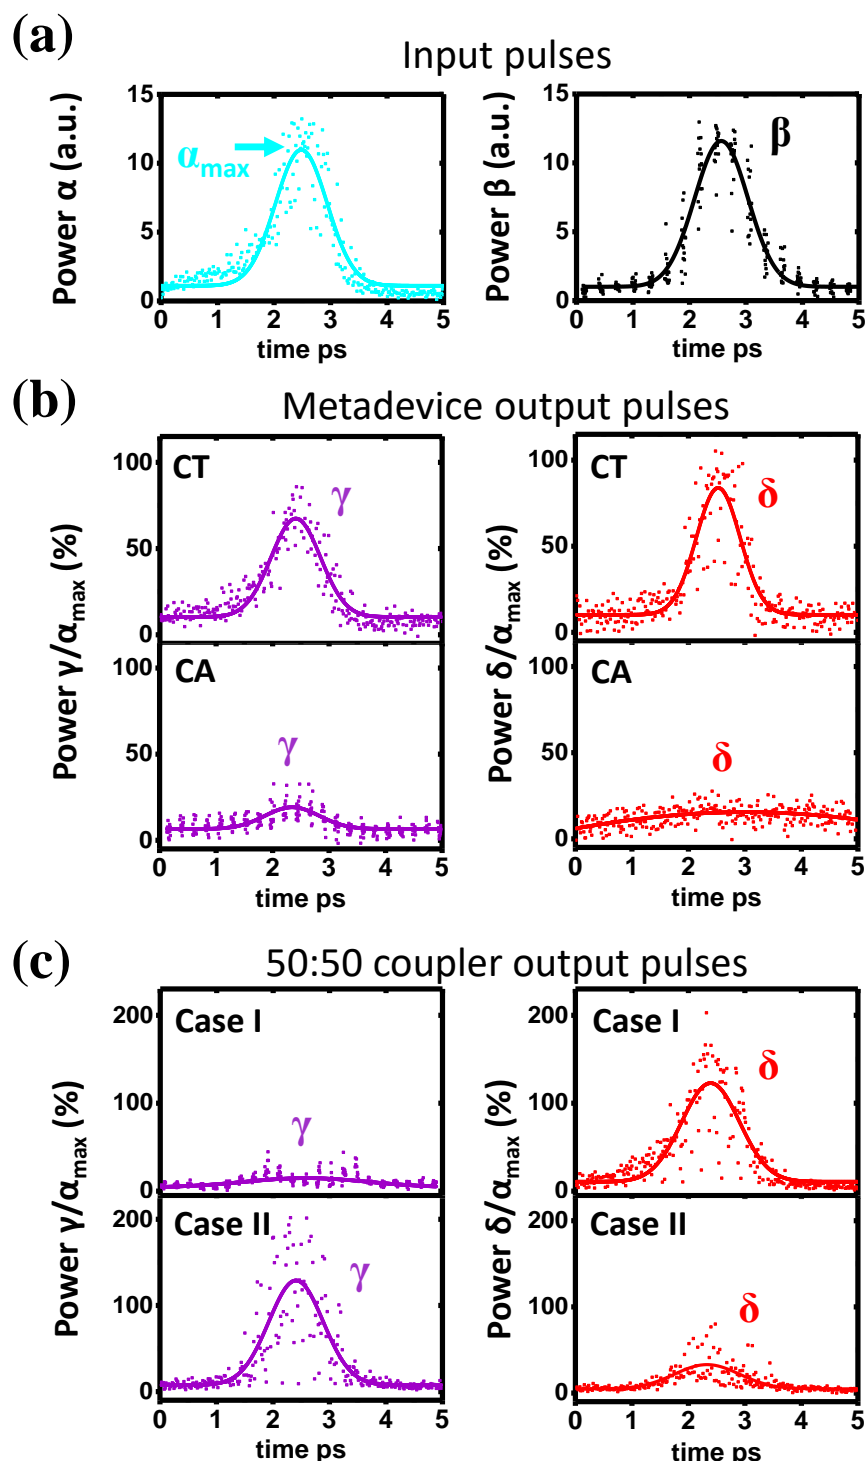 (a)
Input pulses
Power α (a.u.)
15
10
5
0
α_max
0 1 2 3 4 5
time ps
Power β (a.u.)
15
10
5
0
β
0 1 2 3 4 5
time ps
(b)
Metadevice output pulses
Power γ/α_max (%)
CT
γ
100
50
0
CA
γ
100
50
0
0 1 2 3 4 5
time ps
Power δ/α_max (%)
CT
δ
100
50
0
CA
δ
100
50
0
0 1 2 3 4 5
time ps
(c)
50:50 coupler output pulses
Power γ/α_max (%)
Case I
γ
200
100
0
Case II
γ
200
100
0
0 1 2 3 4 5
time ps
Power δ/α_max (%)
Case I
δ
200
100
0
Case II
δ
200
100
0
0 1 2 3 4 5
time ps